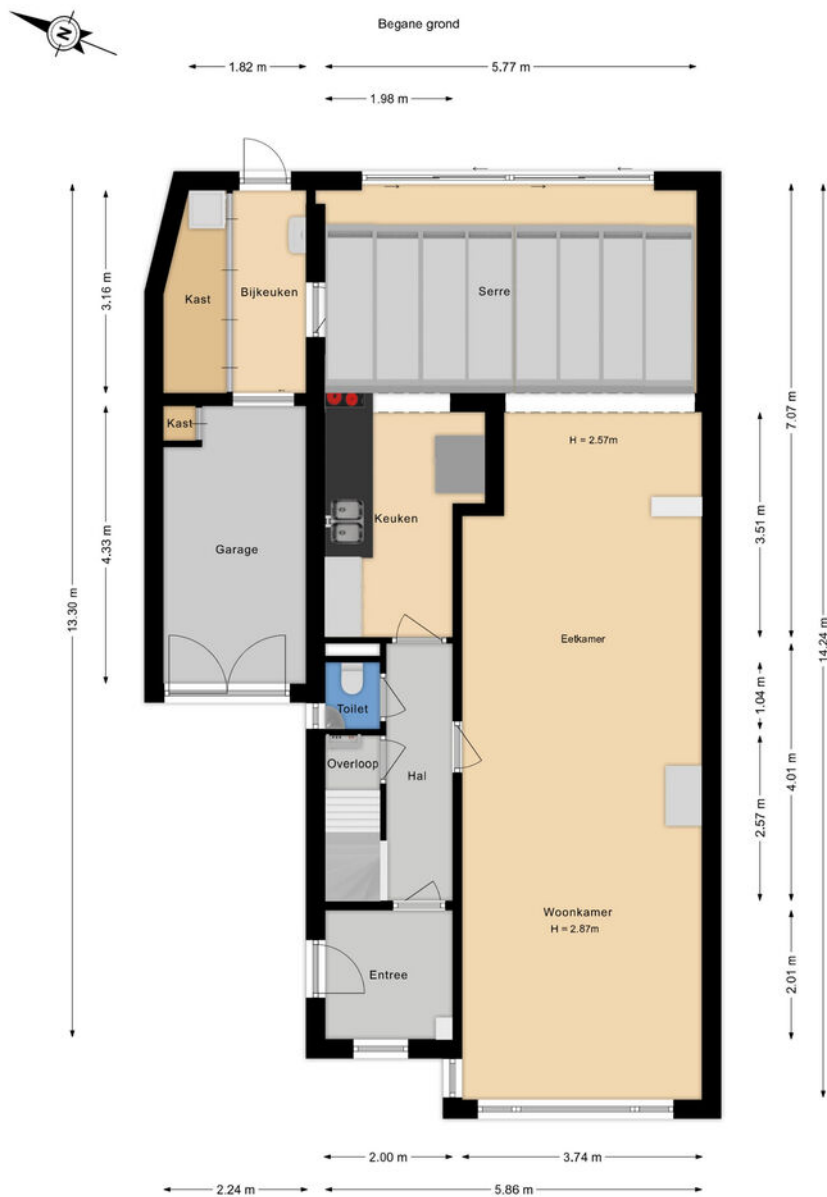 Begane grond
N
1.82 m
5.77 m
1.98 m
3.16 m
Kast
Bijkeuken
Serre
Kast
H = 2.57m
7.07 m
Keuken
3.51 m
4.33 m
Garage
13.30 m
Eetkamer
14.24 m
1.04 m
Toilet
Overloop
Hal
4.01 m
2.57 m
Woonkamer
H = 2.87m
2.01 m
Entree
2.00 m
3.74 m
2.24 m
5.86 m